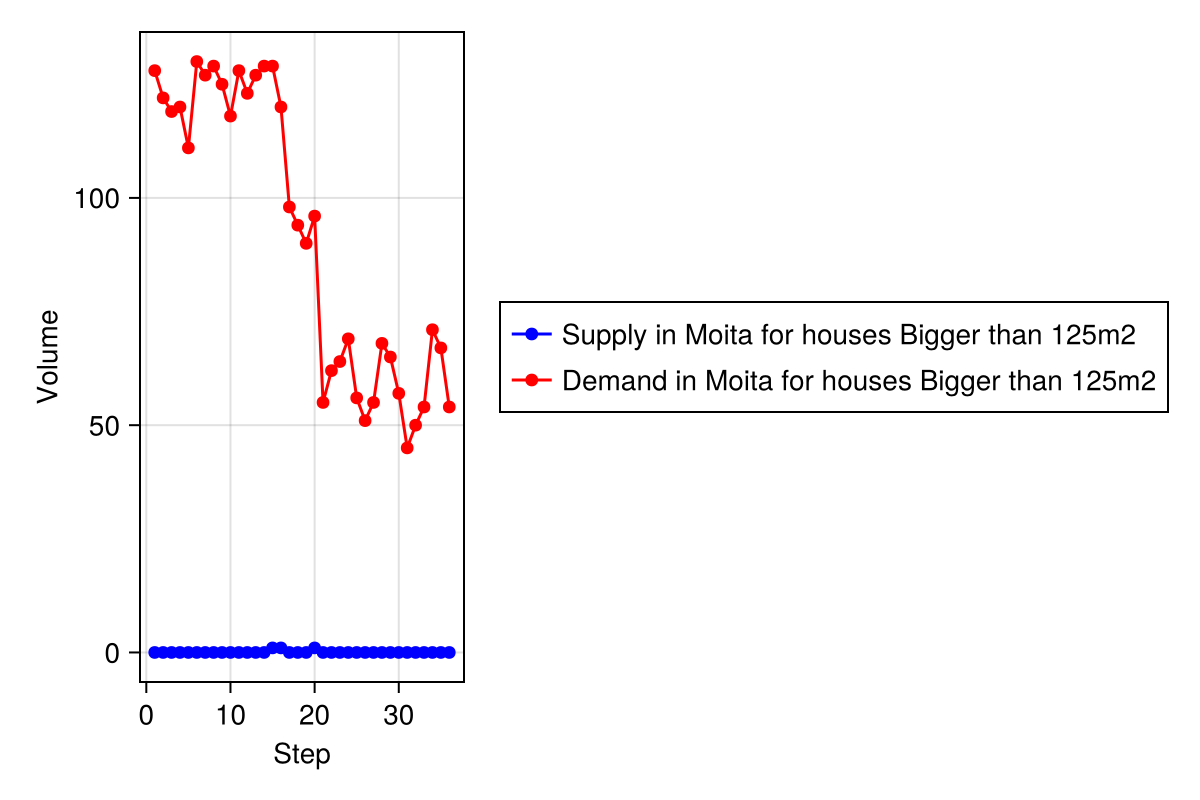 Volume
100
50
0
0 10 20 30
Step
Supply in Moita for houses Bigger than 125m2
Demand in Moita for houses Bigger than 125m2